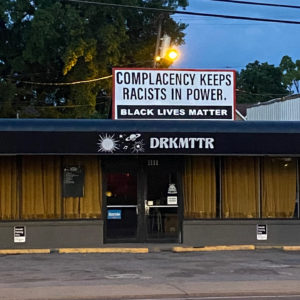 COMPLACENCY KEEPS
RACISTS IN POWER.
BLACK LIVES MATTER
DRKMTTR